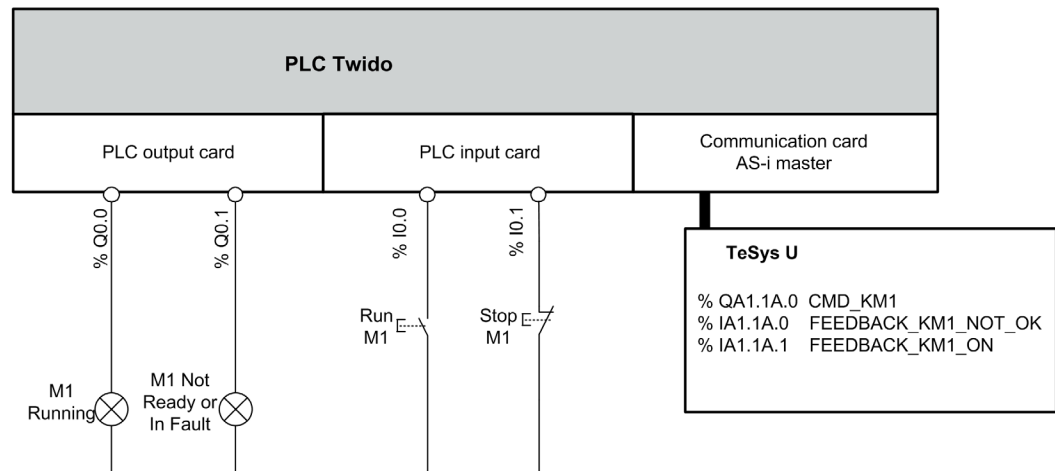 PLC Twido
PLC output card
PLC input card
Communication card
AS-i master
% Q0.0
% Q0.1
% I0.0
% I0.1
TeSys U
% QA1.1A.0 CMD_KM1
% IA1.1A.0 FEEDBACK_KM1_NOT_OK
% IA1.1A.1 FEEDBACK_KM1_ON
Run
M1
Stop
M1
M1
Running
M1 Not
Ready or
In Fault